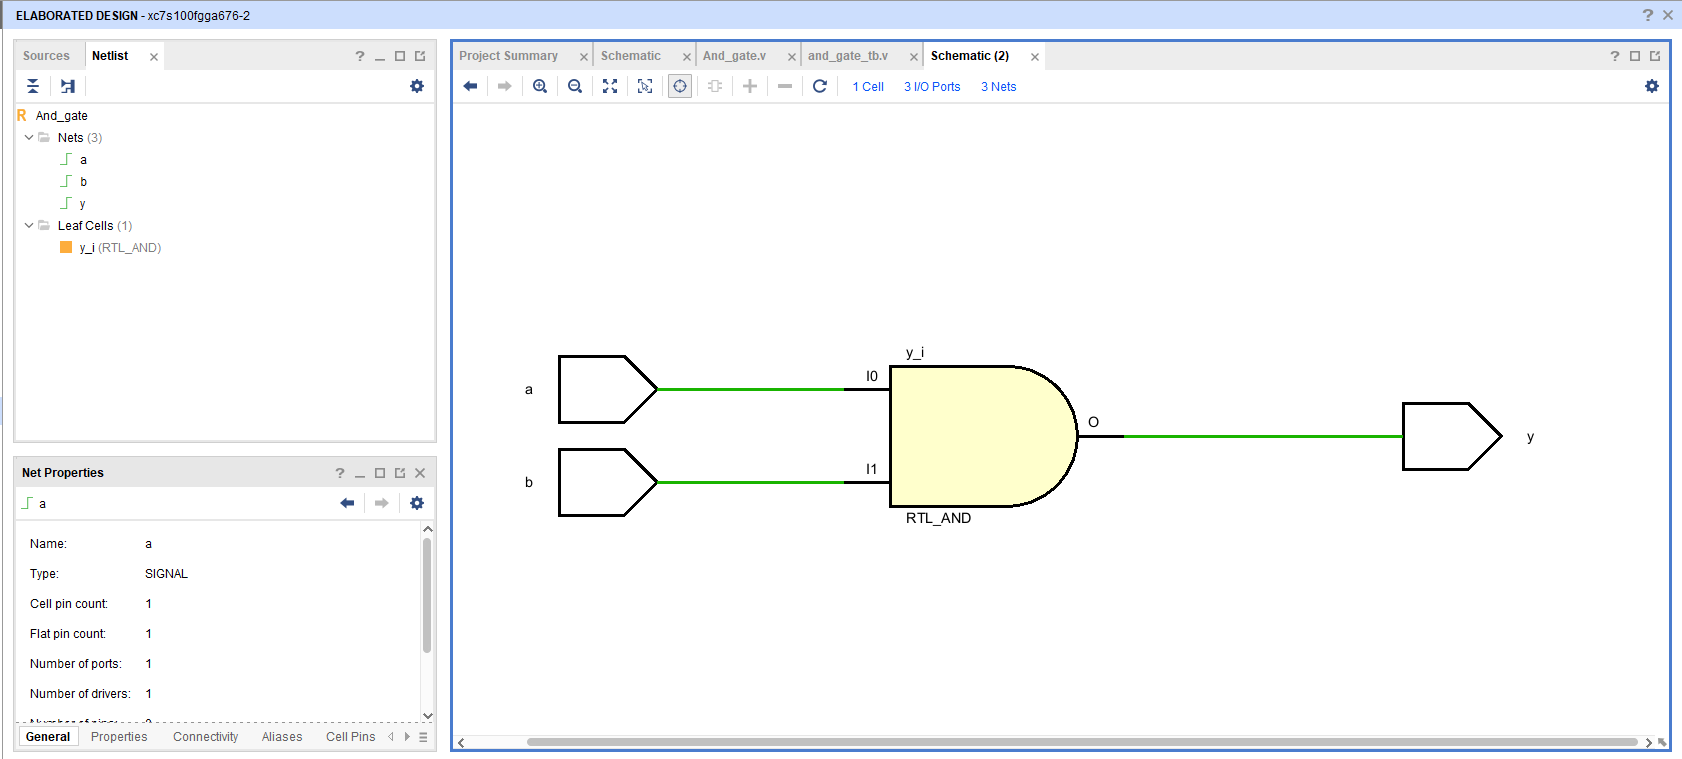 ELABORATED DESIGN - xc7s100fgga676-2
Sources Netlist
And_gate
Nets (3)
a
b
y
Leaf Cells (1)
y_i (RTL_AND)
Net Properties
a
Name: a
Type: SIGNAL
Cell pin count: 1
Flat pin count: 1
Number of ports: 1
Number of drivers: 1
General Properties Connectivity Aliases Cell Pins
Project Summary Schematic And_gate.v and_gate_tb.v Schematic (2)
1 Cell 3 I/O Ports 3 Nets
y_i
a I0
O
y
b I1
RTL_AND